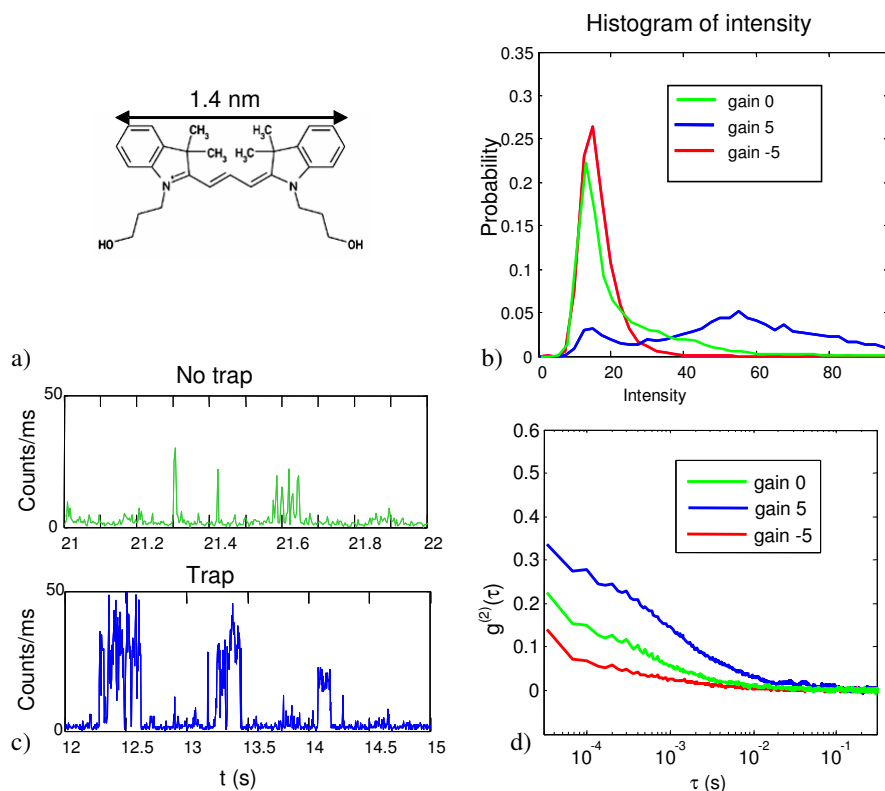 1.4 nm
CH3
H3C
CH3
H3C
N+
N
HO
OH
a)
Histogram of intensity
0.35
0.3
0.25
0.2
0.15
0.1
0.05
0
Probability
gain 0
gain 5
gain -5
0 20 40 60 80
Intensity
b)
No trap
50
0
Counts/ms
21 21.2 21.4 21.6 21.8 22
Trap
50
0
Counts/ms
12 12.5 13 13.5 14 14.5 15
t (s)
c)
0.6
0.5
0.4
0.3
0.2
0.1
0
g(2)(τ)
gain 0
gain 5
gain -5
10-4 10-3 10-2 10-1
τ (s)
d)